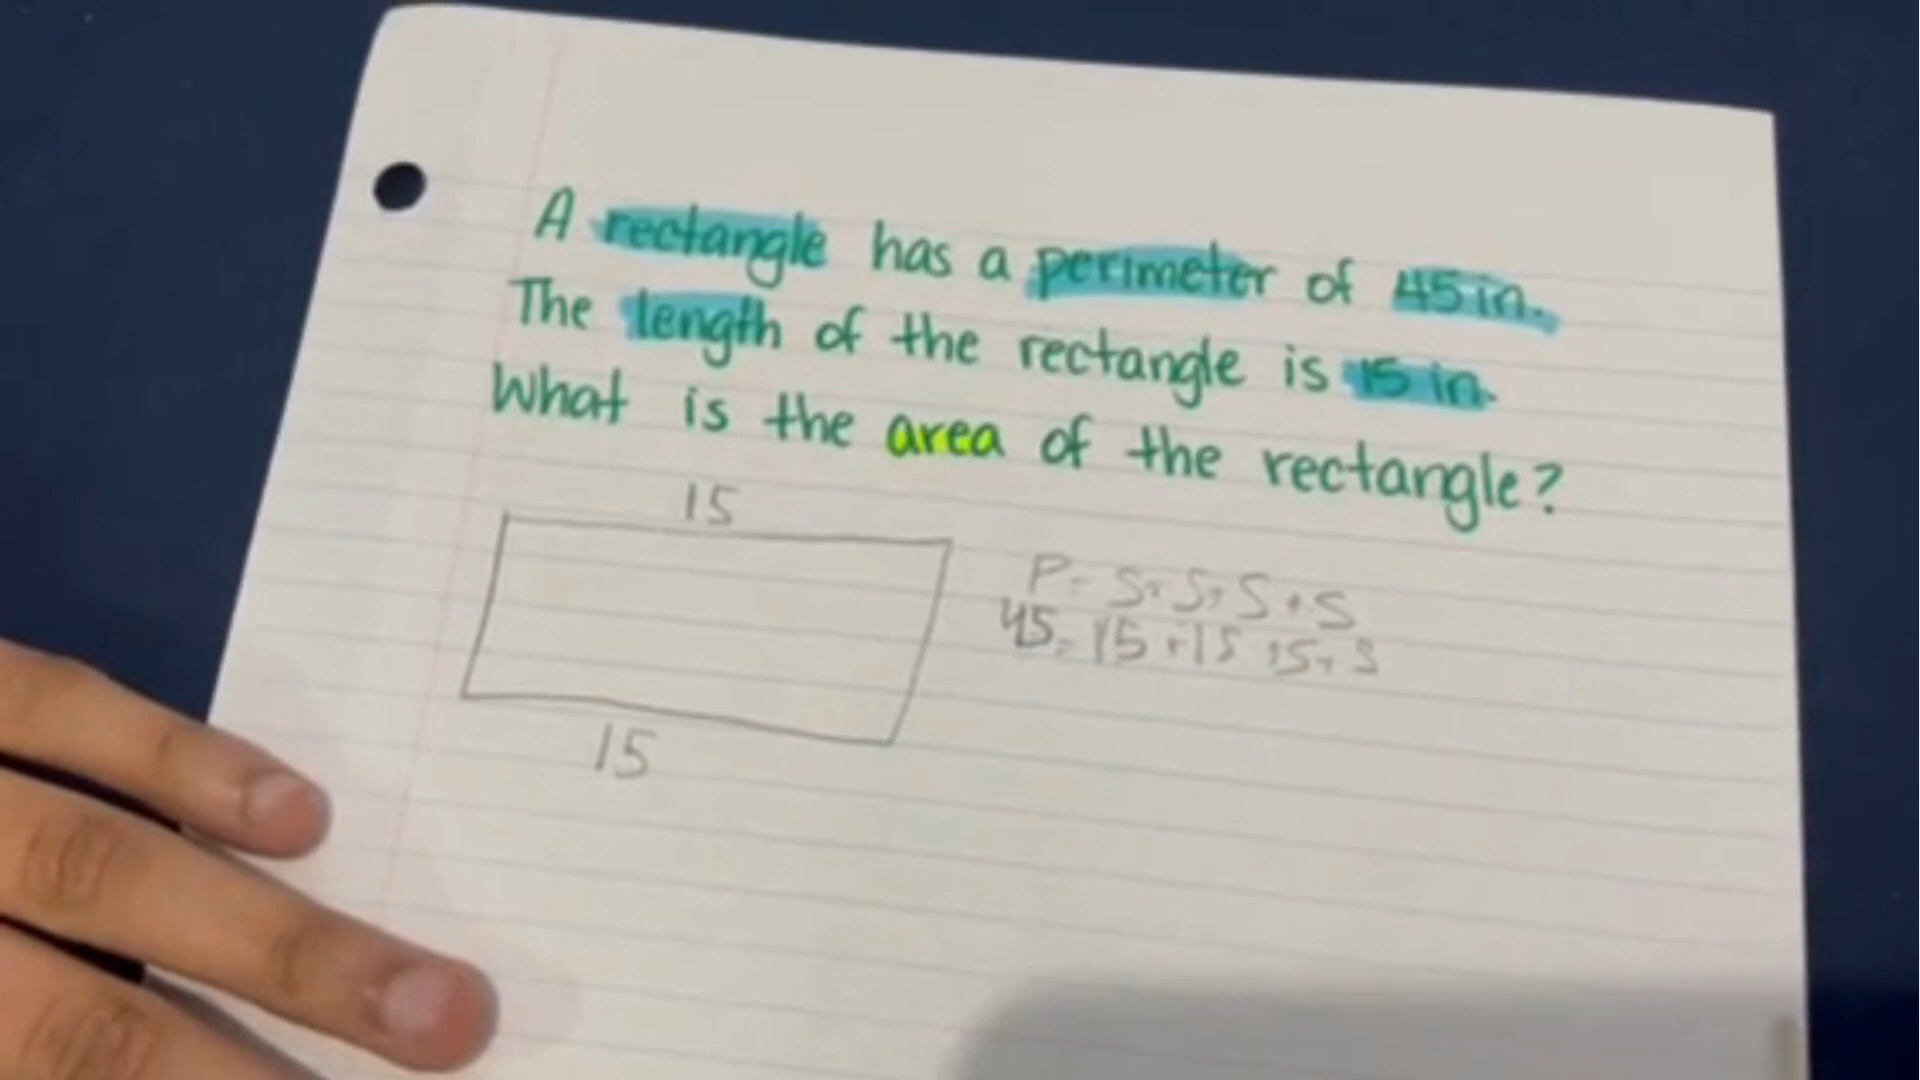 A rectangle has a perimeter of 45 in.
The length of the rectangle is 15 in.
What is the area of the rectangle?
15
P = S + S + S + S
45 = 15 + 15 + S + S
15